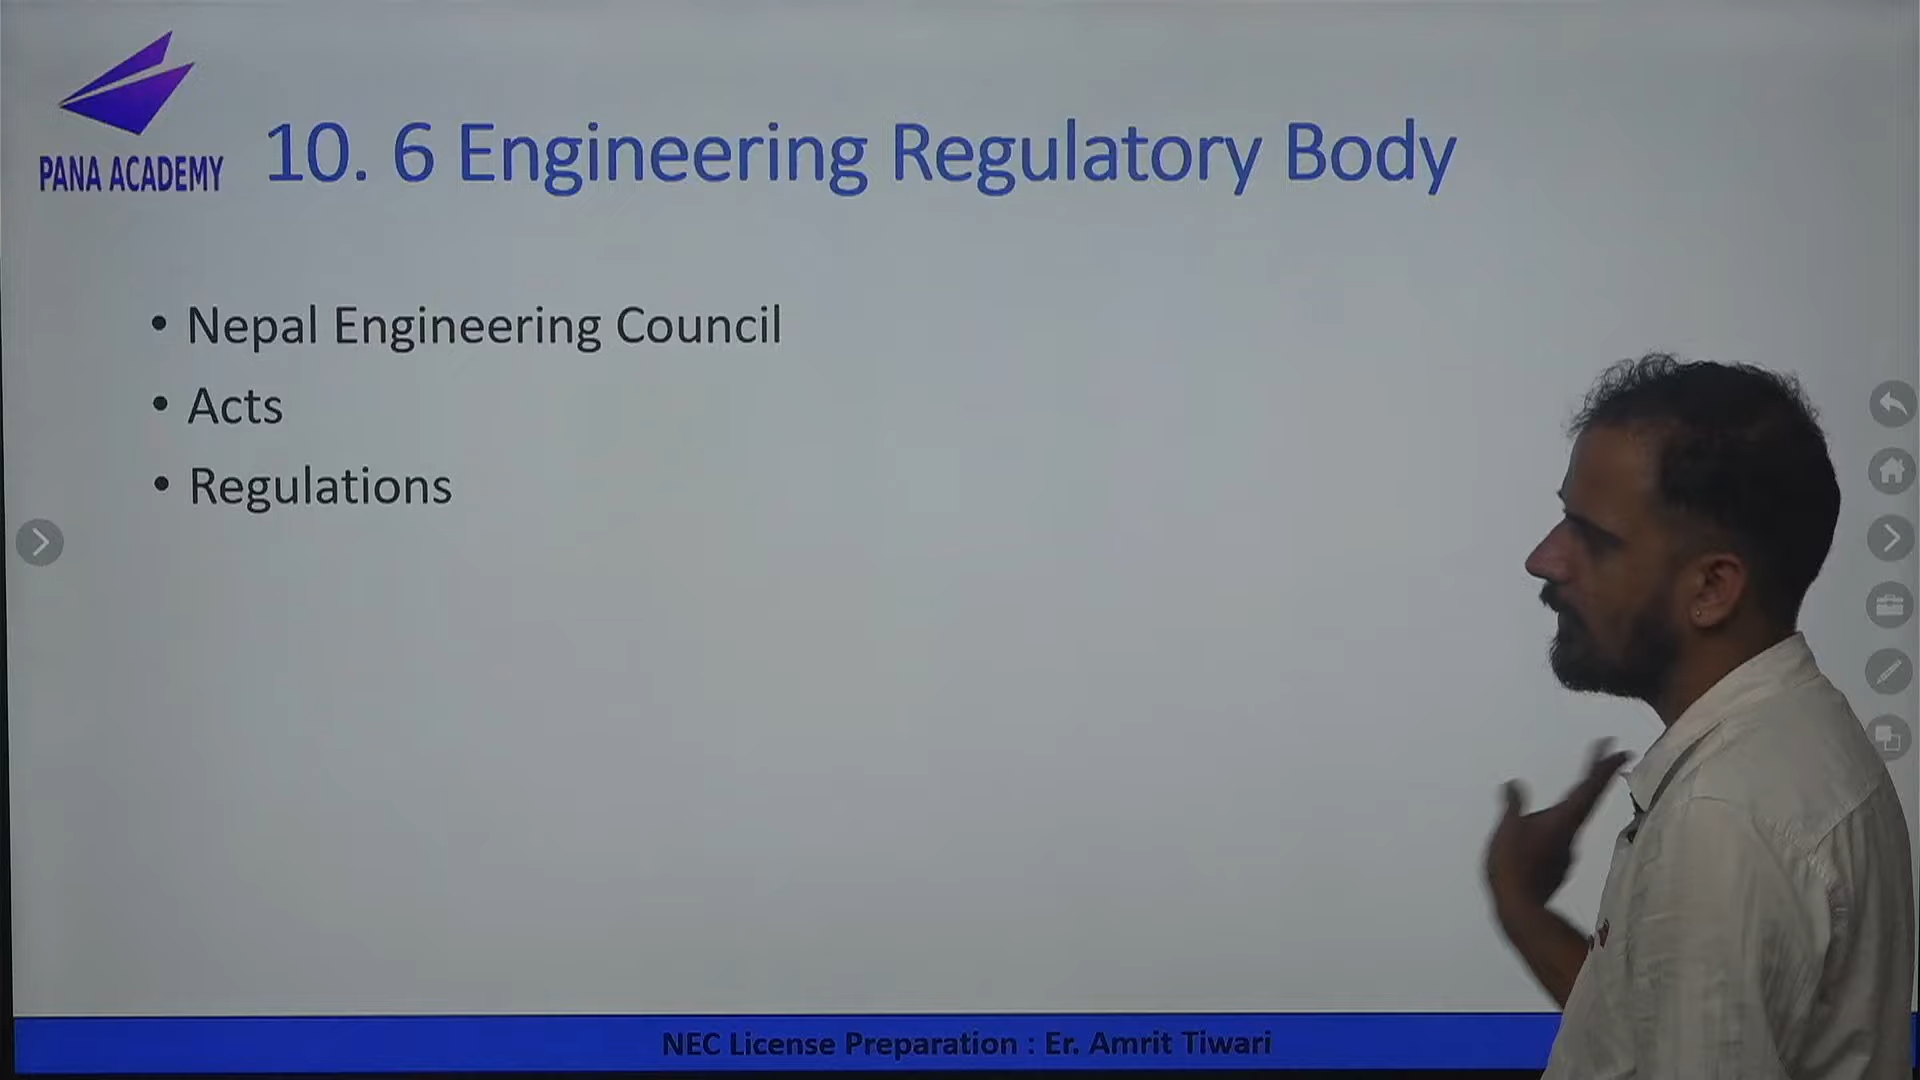 PANA ACADEMY
10. 6 Engineering Regulatory Body
• Nepal Engineering Council
• Acts
• Regulations
NEC License Preparation : Er. Amrit Tiwari